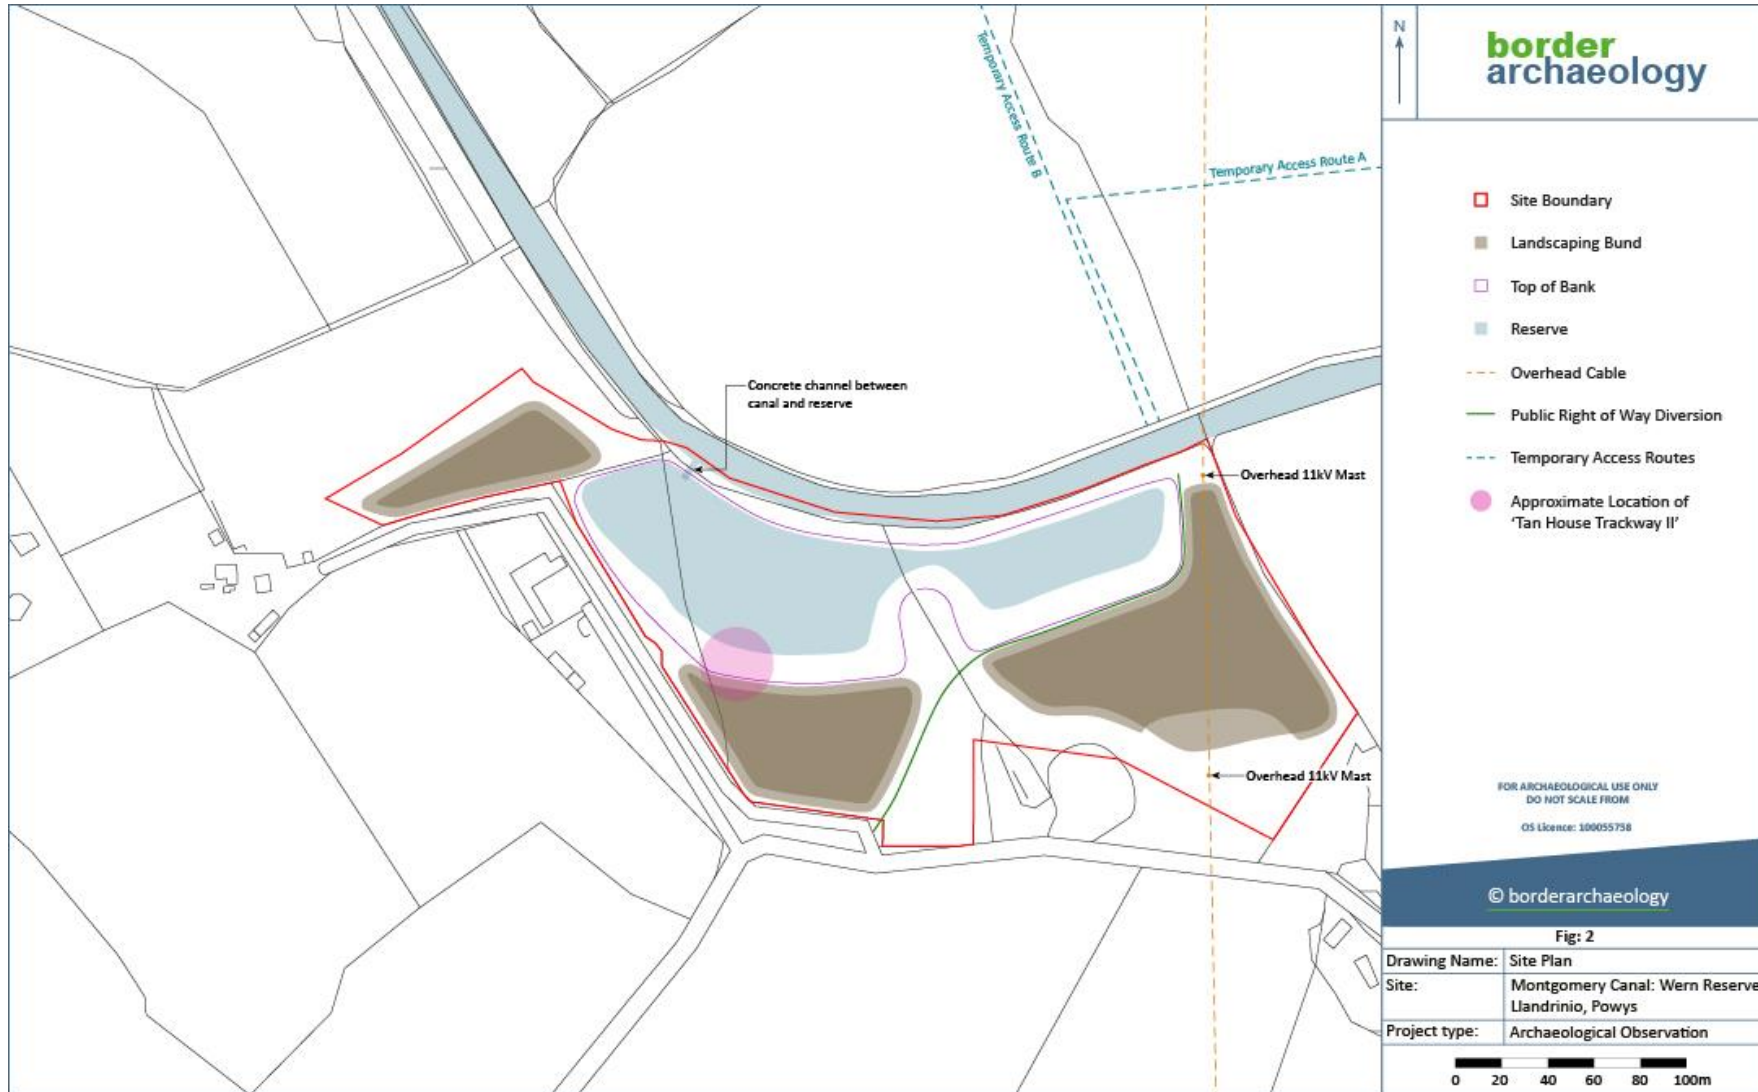 Temporary Access Route B
Temporary Access Route A
Concrete channel between
canal and reserve
Overhead 11kV Mast
Overhead 11kV Mast
N
border
archaeology
Site Boundary
Landscaping Bund
Top of Bank
Reserve
Overhead Cable
Public Right of Way Diversion
Temporary Access Routes
Approximate Location of
'Tan House Trackway II'
FOR ARCHAEOLOGICAL USE ONLY
DO NOT SCALE FROM
OS Licence: 100055758
© borderarchaeology
Fig: 2
Drawing Name: Site Plan
Site: Montgomery Canal: Wern Reserve
Llandrinio, Powys
Project type: Archaeological Observation
0 20 40 60 80 100m